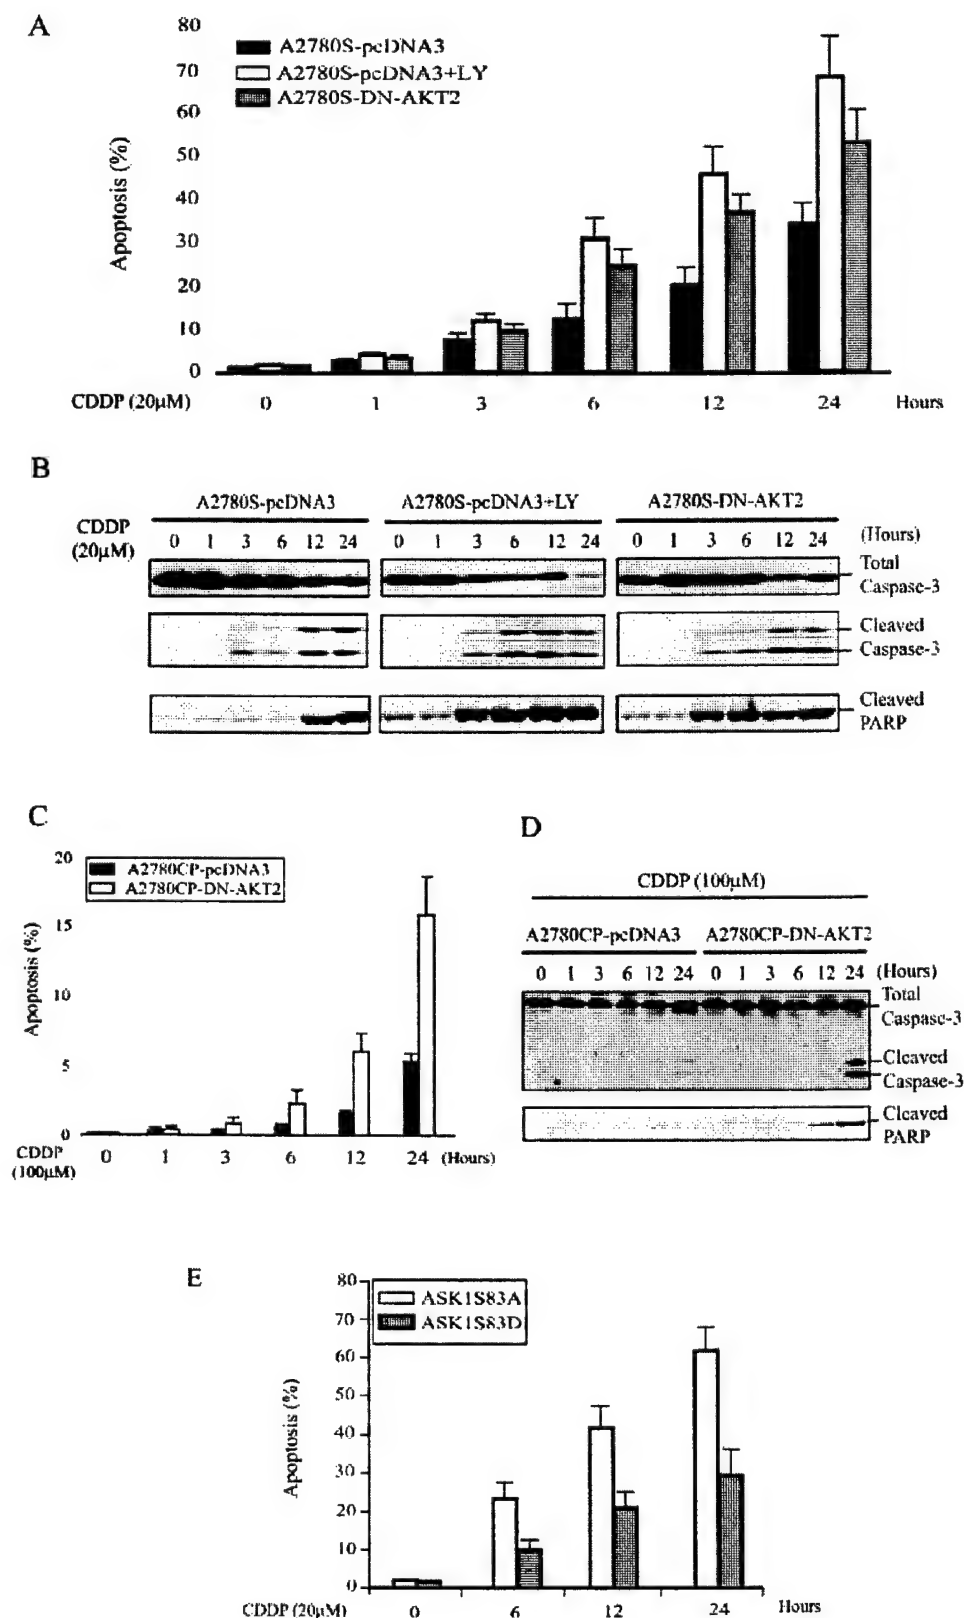 A
80
70
60
50
40
30
20
10
0
Apoptosis (%)
A2780S-pcDNA3
A2780S-pcDNA3+LY
A2780S-DN-AKT2
CDDP (20μM) 0 1 3 6 12 24 Hours
B
A2780S-pcDNA3 A2780S-pcDNA3+LY A2780S-DN-AKT2
CDDP
(20μM)
0 1 3 6 12 24 0 1 3 6 12 24 0 1 3 6 12 24 (Hours)
Total
Caspase-3
Cleaved
Caspase-3
Cleaved
PARP
C
20
15
10
5
0
Apoptosis (%)
A2780CP-pcDNA3
A2780CP-DN-AKT2
CDDP
(100μM)
0 1 3 6 12 24 (Hours)
D
CDDP (100μM)
A2780CP-pcDNA3 A2780CP-DN-AKT2
0 1 3 6 12 24 0 1 3 6 12 24 (Hours)
Total
Caspase-3
Cleaved
Caspase-3
Cleaved
PARP
E
80
70
60
50
40
30
20
10
0
Apoptosis (%)
ASK1S83A
ASK1S83D
CDDP (20μM) 0 6 12 24 Hours